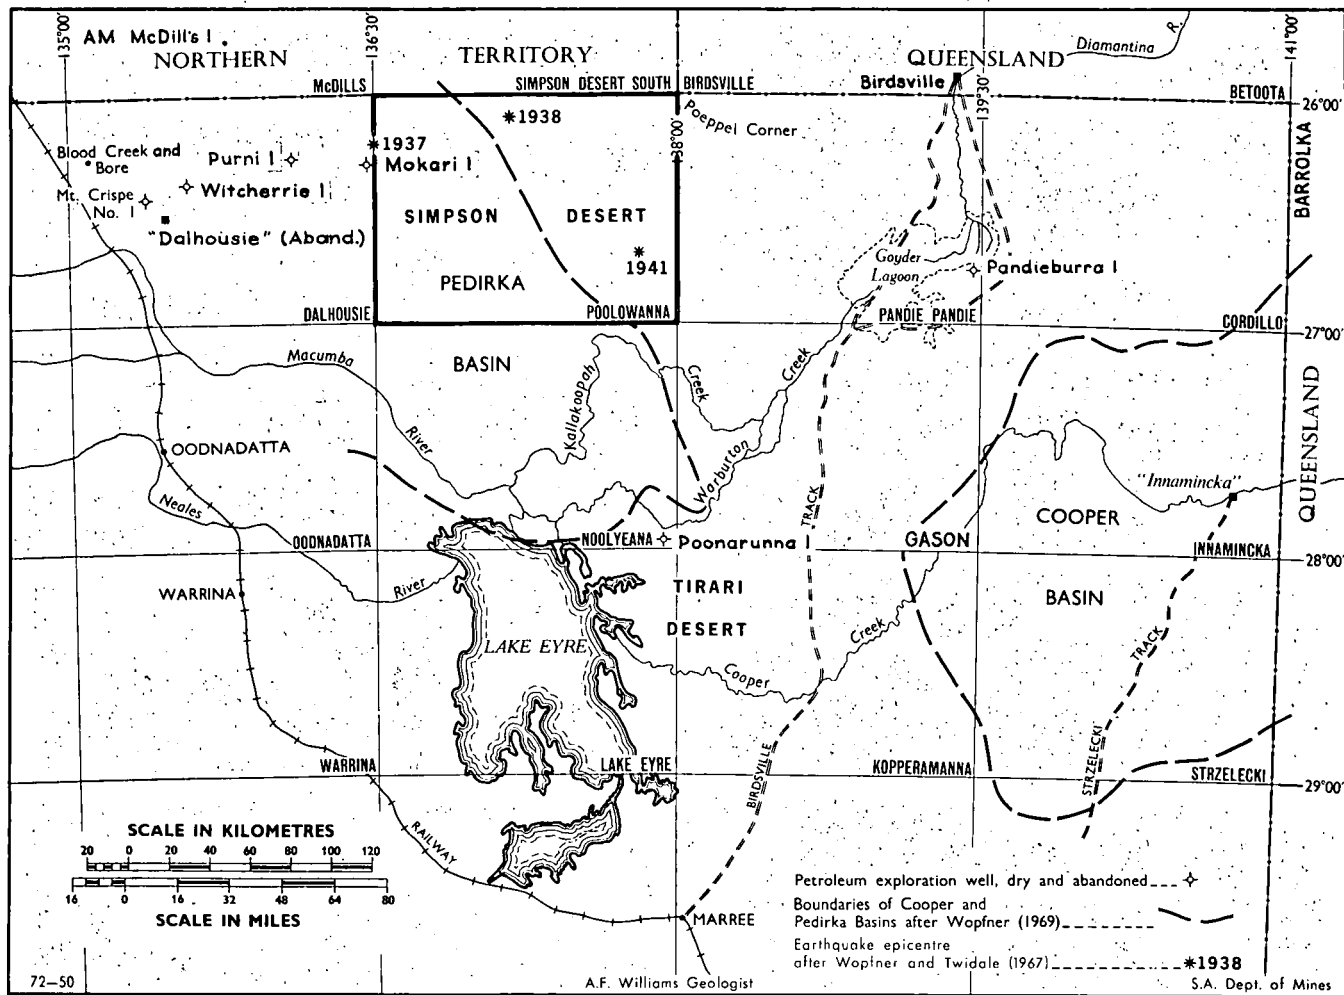 135°00'
AM McDill's 1
NORTHERN
136°30'
TERRITORY
QUEENSLAND
Diamantina R.
141°00'
McDILLS
SIMPSON DESERT SOUTH
BIRDSVILLE
Birdsville
139°30'
BETOOTA
26°00'
Poeppel Corner
138°00'
BARROLKA
1938
1937
Blood Creek and
Bore
Purni 1
Mokari 1
Witcherrie 1
Mt. Crispe
No. 1
"Dalhousie" (Aband.)
SIMPSON DESERT
1941
Goyder
Lagoon
Pandieburra 1
PEDIRKA
DALHOUSIE
POOLOWANNA
PANDIE PANDIE
CORDILLO
27°00'
Macumba
River
BASIN
Kallakoopah
Creek
Creek
Warburton
QUEENSLAND
OODNADATTA
Neales
River
"Innamincka"
TRACK
COOPER
OODNADATTA
NOOLYEANA
Poonarunna
GASON
INNAMINCKA
28°00'
WARRINA
TIRARI
DESERT
BASIN
LAKE EYRE
Cooper
Creek
TRACK
WARRINA
LAKE EYRE
BIRDSVILLE
KOPPERAMANNA
STRZELECKI
STRZELECKI
29°00'
RAILWAY
MARREE
SCALE IN KILOMETRES
20 0 20 40 60 80 100 120
16 0 16 32 48 64 80
SCALE IN MILES
Petroleum exploration well, dry and abandoned
Boundaries of Cooper and
Pedirka Basins after Wopfner (1969)
Earthquake epicentre
after Wopfner and Twidale (1967) 1938
72-50
A.F. Williams Geologist
S.A. Dept. of Mines